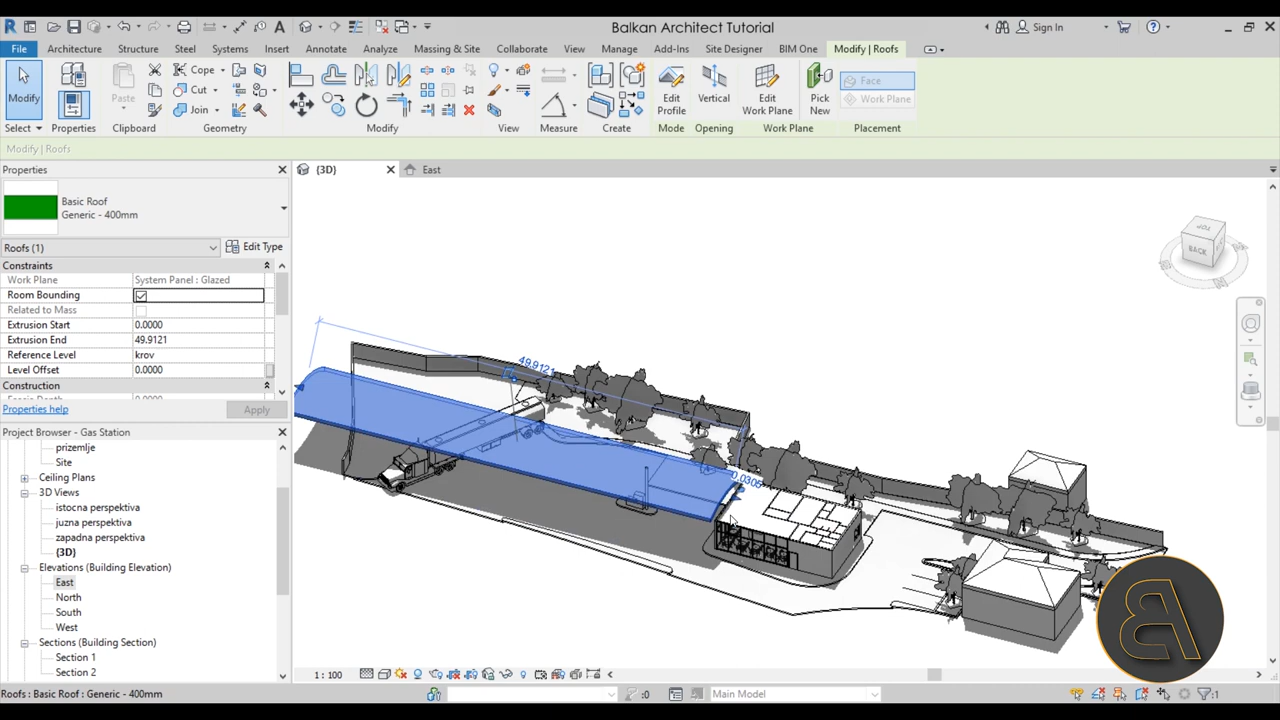 Balkan Architect Tutorial
Sign In
File Architecture Structure Steel Systems Insert Annotate Analyze Massing & Site Collaborate View Manage Add-Ins Site Designer BIM One Modify | Roofs
Modify Paste Cope Cut Join Edit Profile Vertical Edit Work Plane Pick New Face Work Plane
Select Properties Clipboard Geometry Modify View Measure Create Mode Opening Work Plane Placement
Modify | Roofs
Properties
{3D} East
Basic Roof
Generic - 400mm
Roofs (1) Edit Type
Constraints
Work Plane System Panel : Glazed
Room Bounding
Related to Mass
Extrusion Start 0.0000
Extrusion End 49.9121
Reference Level krov
Level Offset 0.0000
Construction
Properties help Apply
Project Browser - Gas Station
prizemlje
Site
Ceiling Plans
3D Views
istocna perspektiva
juzna perspektiva
zapadna perspektiva
{3D}
Elevations (Building Elevation)
East
North
South
West
Sections (Building Section)
Section 1
Section 2
TOP
BACK
49.9121
0.0305
1 : 100
Roofs : Basic Roof : Generic - 400mm :0 Main Model :1